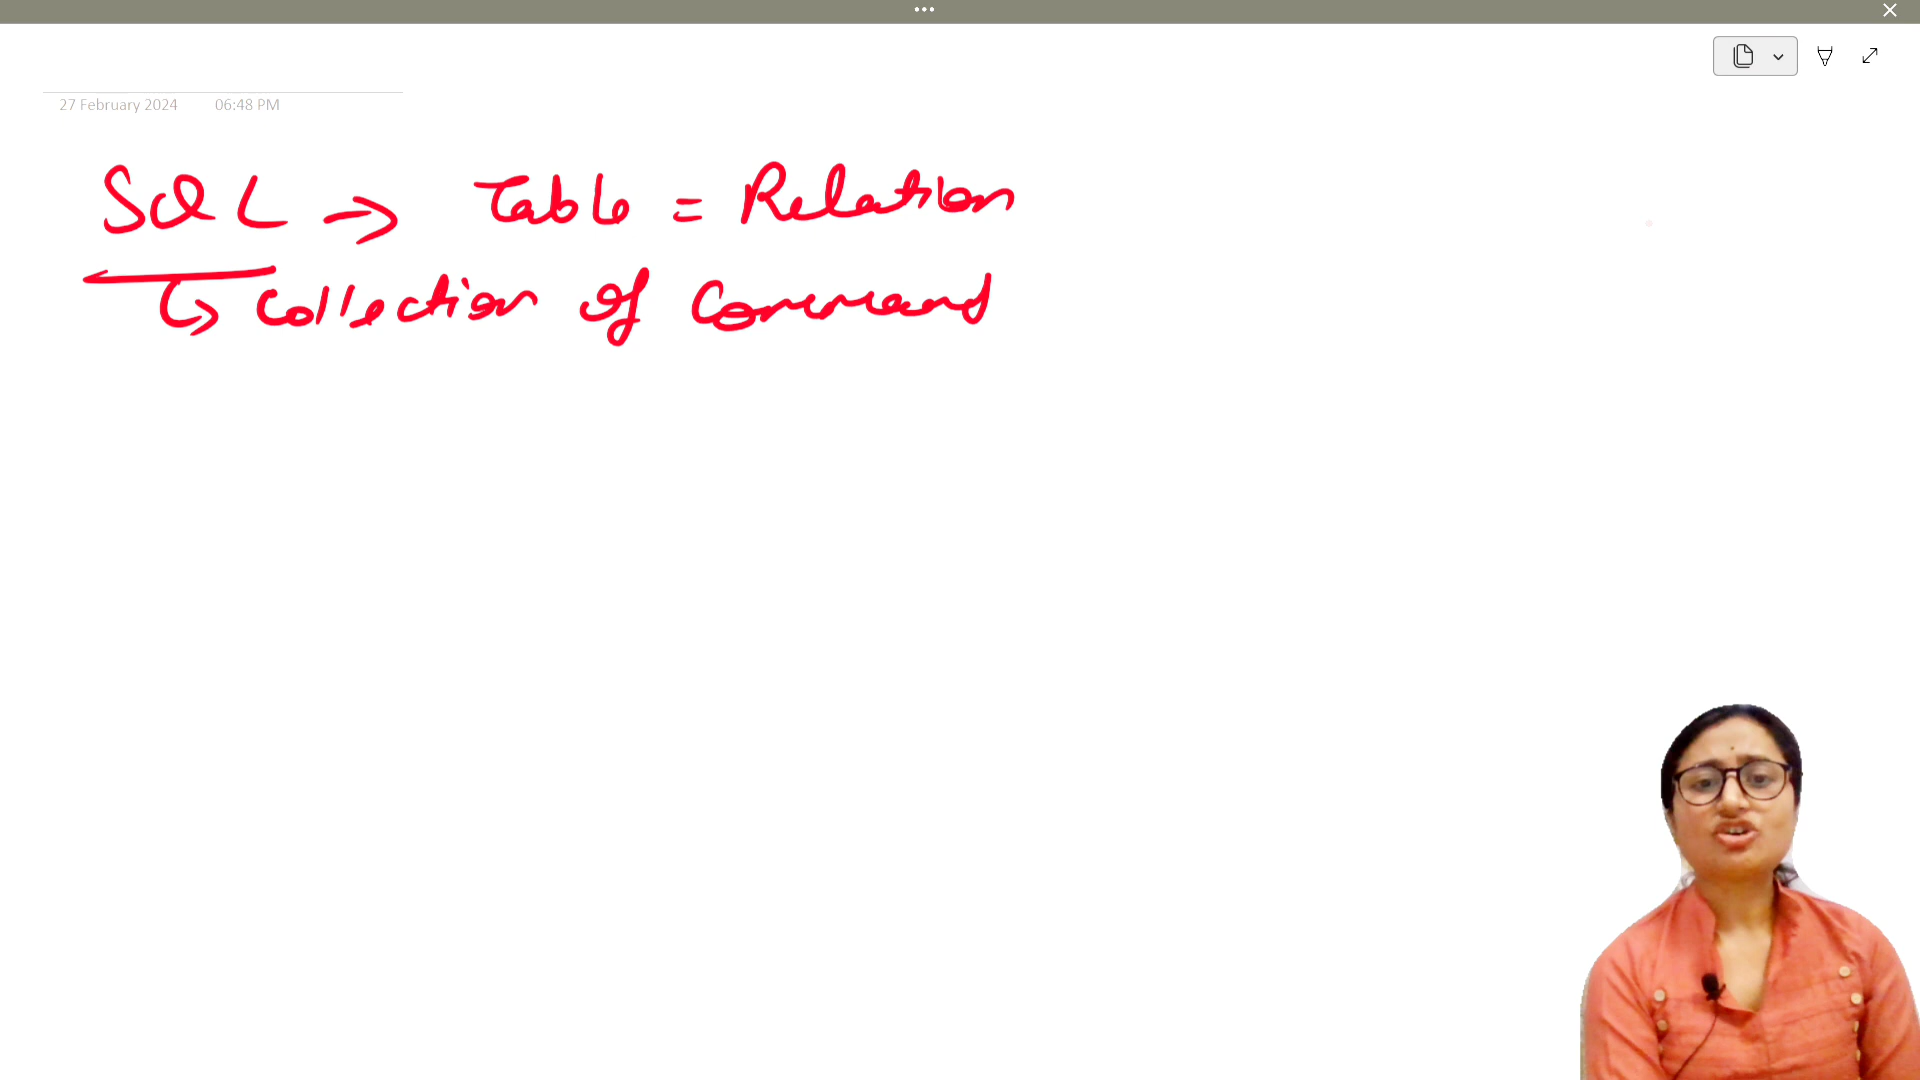 27 February 2024 06:48 PM
SQL → Table = Relation
↳ Collection of Command